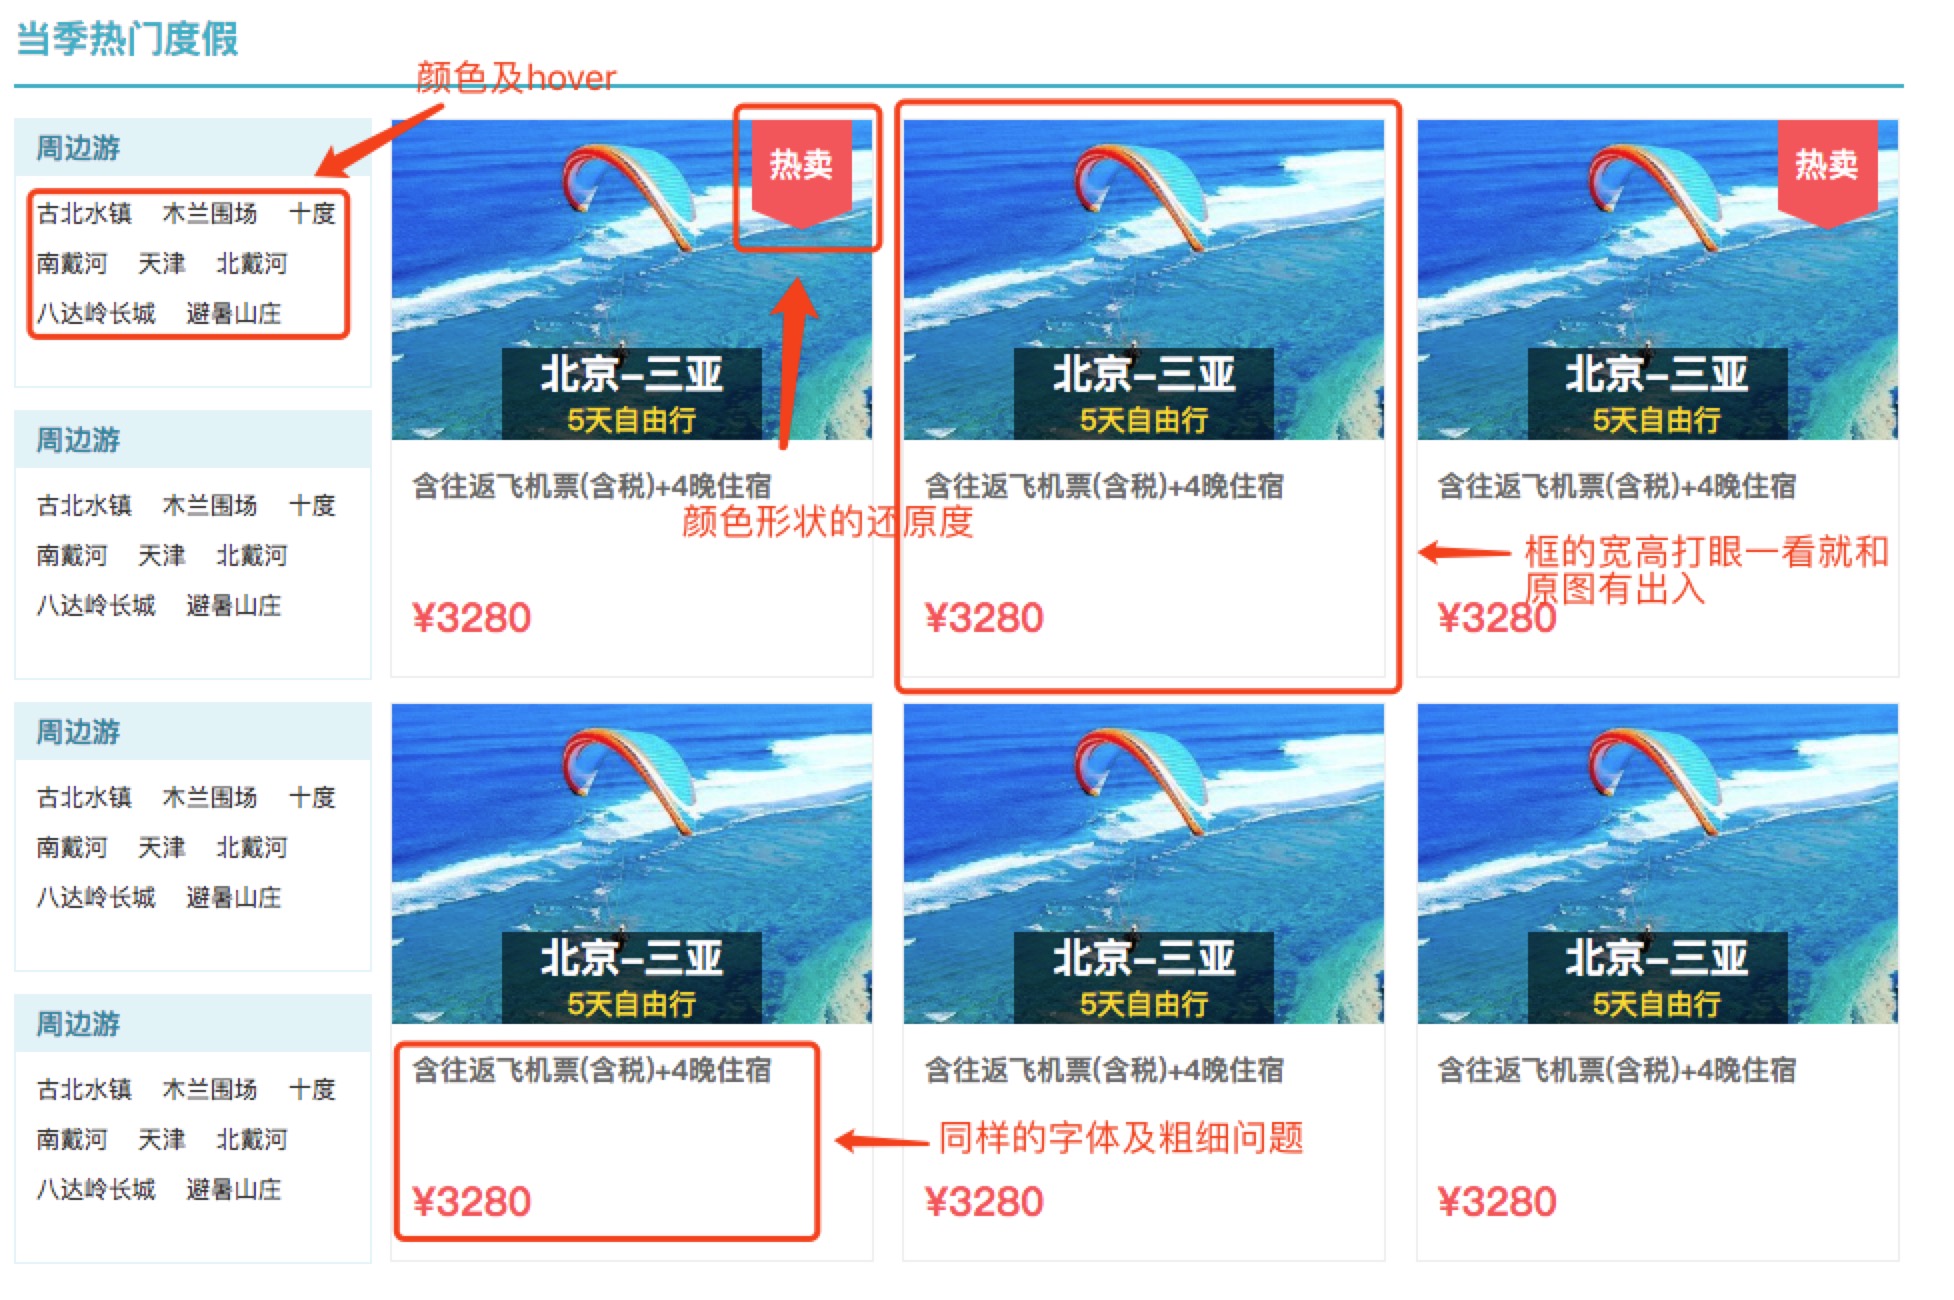 当季热门度假
颜色及hover
周边游
古北水镇 木兰围场 十度
南戴河 天津 北戴河
八达岭长城 避暑山庄
周边游
古北水镇 木兰围场 十度
南戴河 天津 北戴河
八达岭长城 避暑山庄
周边游
古北水镇 木兰围场 十度
南戴河 天津 北戴河
八达岭长城 避暑山庄
周边游
古北水镇 木兰围场 十度
南戴河 天津 北戴河
八达岭长城 避暑山庄
热卖
北京-三亚
5天自由行
含往返飞机票(含税)+4晚住宿
颜色形状的还原度
¥3280
北京-三亚
5天自由行
含往返飞机票(含税)+4晚住宿
¥3280
热卖
北京-三亚
5天自由行
含往返飞机票(含税)+4晚住宿
框的宽高打眼一看就和
原图有出入
¥3280
北京-三亚
5天自由行
含往返飞机票(含税)+4晚住宿
¥3280
北京-三亚
5天自由行
含往返飞机票(含税)+4晚住宿
同样的字体及粗细问题
¥3280
北京-三亚
5天自由行
含往返飞机票(含税)+4晚住宿
¥3280